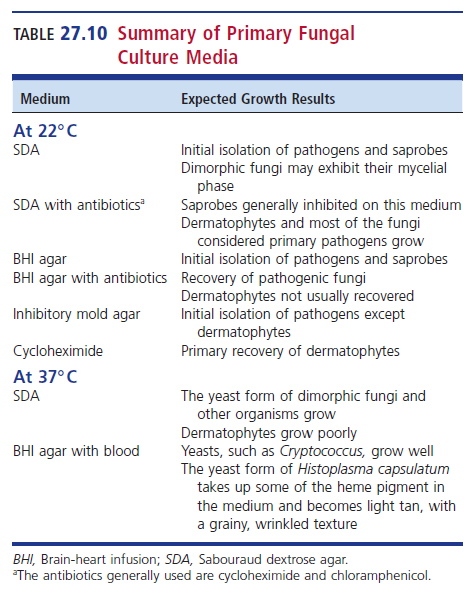 TABLE 27.10 Summary of Primary Fungal
Culture Media
Medium Expected Growth Results
At 22°C
SDA Initial isolation of pathogens and saprobes
Dimorphic fungi may exhibit their mycelial
phase
SDA with antibioticsᵃ Saprobes generally inhibited on this medium
Dermatophytes and most of the fungi
considered primary pathogens grow
BHI agar Initial isolation of pathogens and saprobes
BHI agar with antibiotics Recovery of pathogenic fungi
Dermatophytes not usually recovered
Inhibitory mold agar Initial isolation of pathogens except
dermatophytes
Cycloheximide Primary recovery of dermatophytes
At 37°C
SDA The yeast form of dimorphic fungi and
other organisms grow
Dermatophytes grow poorly
BHI agar with blood Yeasts, such as Cryptococcus, grow well
The yeast form of Histoplasma capsulatum
takes up some of the heme pigment in
the medium and becomes light tan, with
a grainy, wrinkled texture
BHI, Brain-heart infusion; SDA, Sabouraud dextrose agar.
ᵃThe antibiotics generally used are cycloheximide and chloramphenicol.